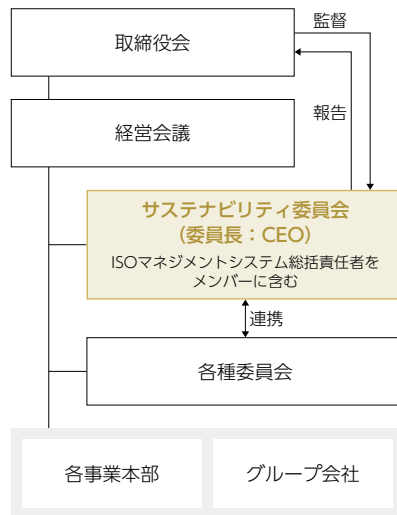 監督
取締役会
報告
経営会議
サステナビリティ委員会
（委員長：CEO）
ISOマネジメントシステム総括責任者を
メンバーに含む
連携
各種委員会
各事業本部
グループ会社